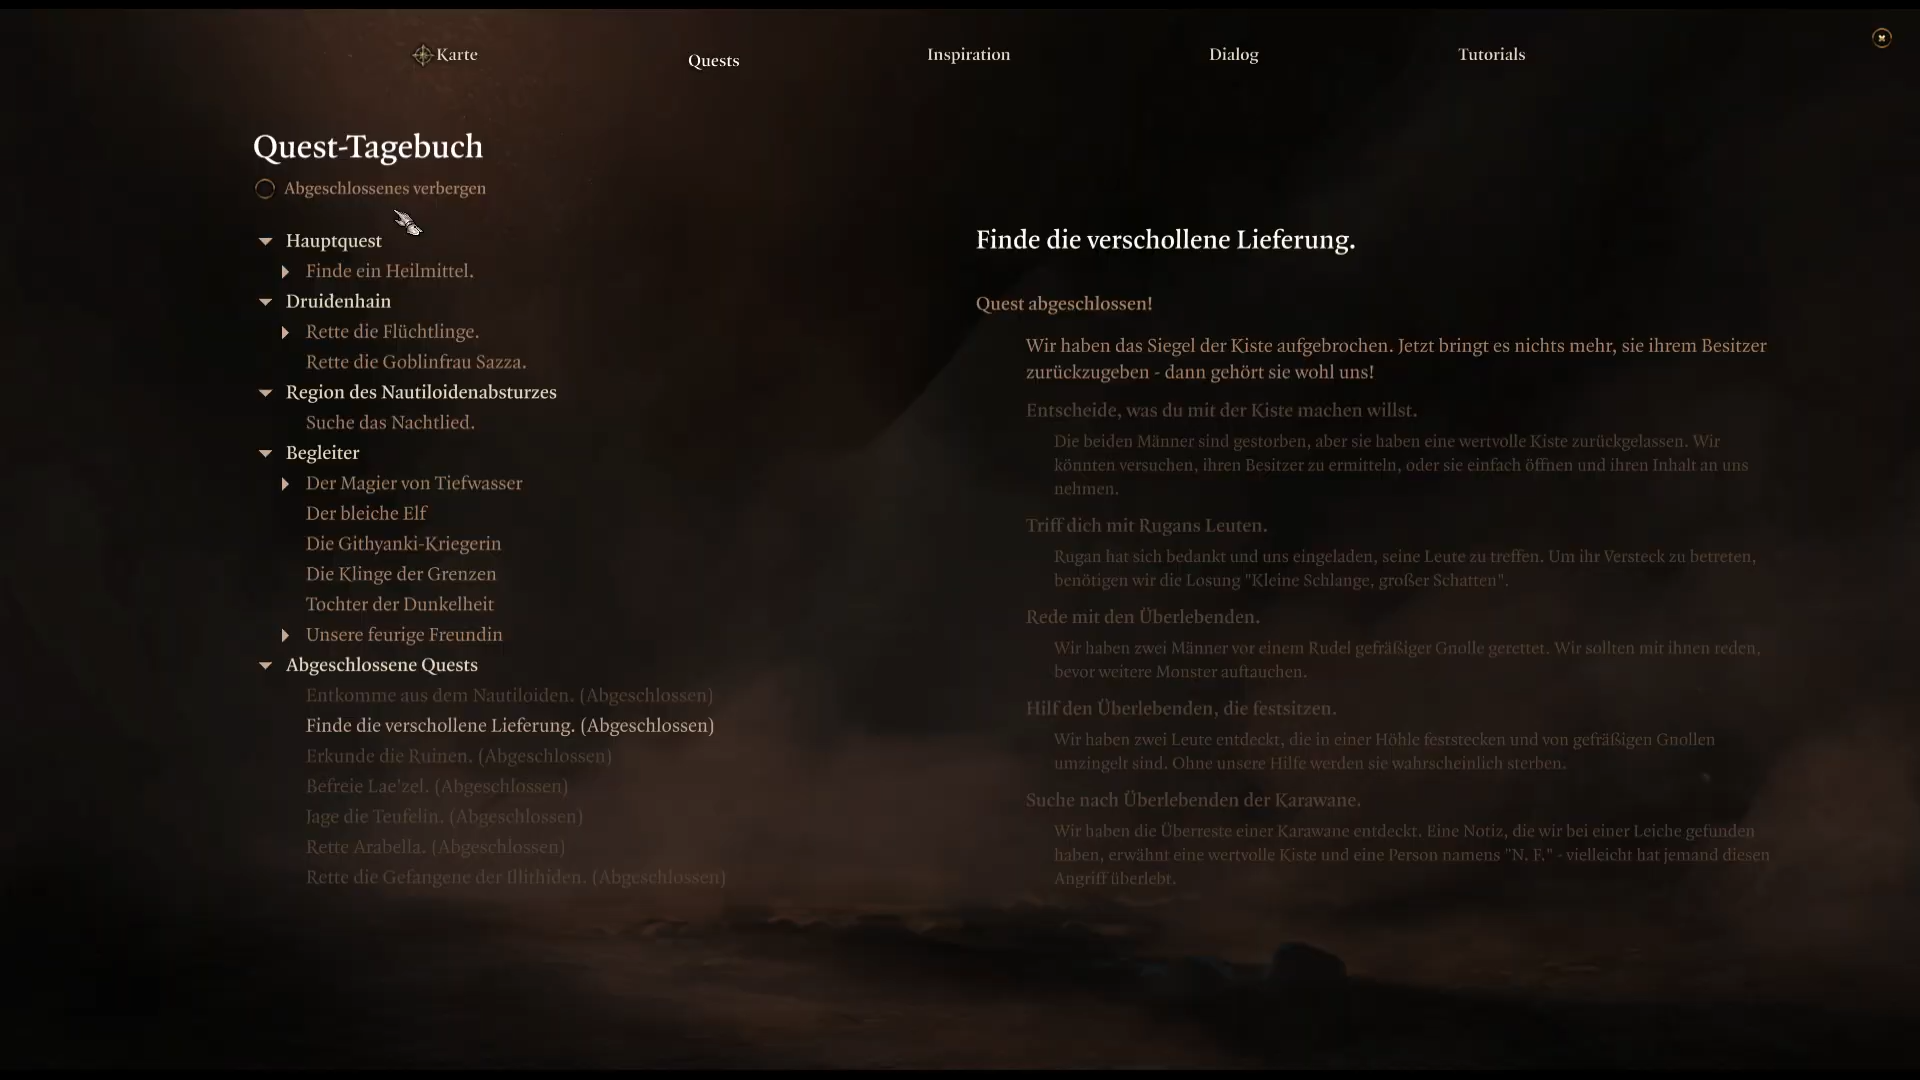 Karte
Quests
Inspiration
Dialog
Tutorials
Quest-Tagebuch
Abgeschlossenes verbergen
Hauptquest
Finde ein Heilmittel.
Druidenhain
Rette die Flüchtlinge.
Rette die Goblinfrau Sazza.
Region des Nautiloidenabsturzes
Suche das Nachtlied.
Begleiter
Der Magier von Tiefwasser
Der bleiche Elf
Die Githyanki-Kriegerin
Die Klinge der Grenzen
Tochter der Dunkelheit
Unsere feurige Freundin
Abgeschlossene Quests
Entkomme aus dem Nautiloiden. (Abgeschlossen)
Finde die verschollene Lieferung. (Abgeschlossen)
Erkunde die Ruinen. (Abgeschlossen)
Befreie Lae'zel. (Abgeschlossen)
Jage die Teufelin. (Abgeschlossen)
Rette Arabella. (Abgeschlossen)
Rette die Gefangene der Illithiden. (Abgeschlossen)
Finde die verschollene Lieferung.
Quest abgeschlossen!
Wir haben das Siegel der Kiste aufgebrochen. Jetzt bringt es nichts mehr, sie ihrem Besitzer
zurückzugeben - dann gehört sie wohl uns!
Entscheide, was du mit der Kiste machen willst.
Die beiden Männer sind gestorben, aber sie haben eine wertvolle Kiste zurückgelassen. Wir
könnten versuchen, ihren Besitzer zu ermitteln, oder sie einfach öffnen und ihren Inhalt an uns
nehmen.
Triff dich mit Rugans Leuten.
Rugan hat sich bedankt und uns eingeladen, seine Leute zu treffen. Um ihr Versteck zu betreten,
benötigen wir die Losung "Kleine Schlange, großer Schatten".
Rede mit den Überlebenden.
Wir haben zwei Männer vor einem Rudel gefräßiger Gnolle gerettet. Wir sollten mit ihnen reden,
bevor weitere Monster auftauchen.
Hilf den Überlebenden, die festsitzen.
Wir haben zwei Leute entdeckt, die in einer Höhle feststecken und von gefräßigen Gnollen
umzingelt sind. Ohne unsere Hilfe werden sie wahrscheinlich sterben.
Suche nach Überlebenden der Karawane.
Wir haben die Überreste einer Karawane entdeckt. Eine Notiz, die wir bei einer Leiche gefunden
haben, erwähnt eine wertvolle Kiste und eine Person namens "N. F." - vielleicht hat jemand diesen
Angriff überlebt.